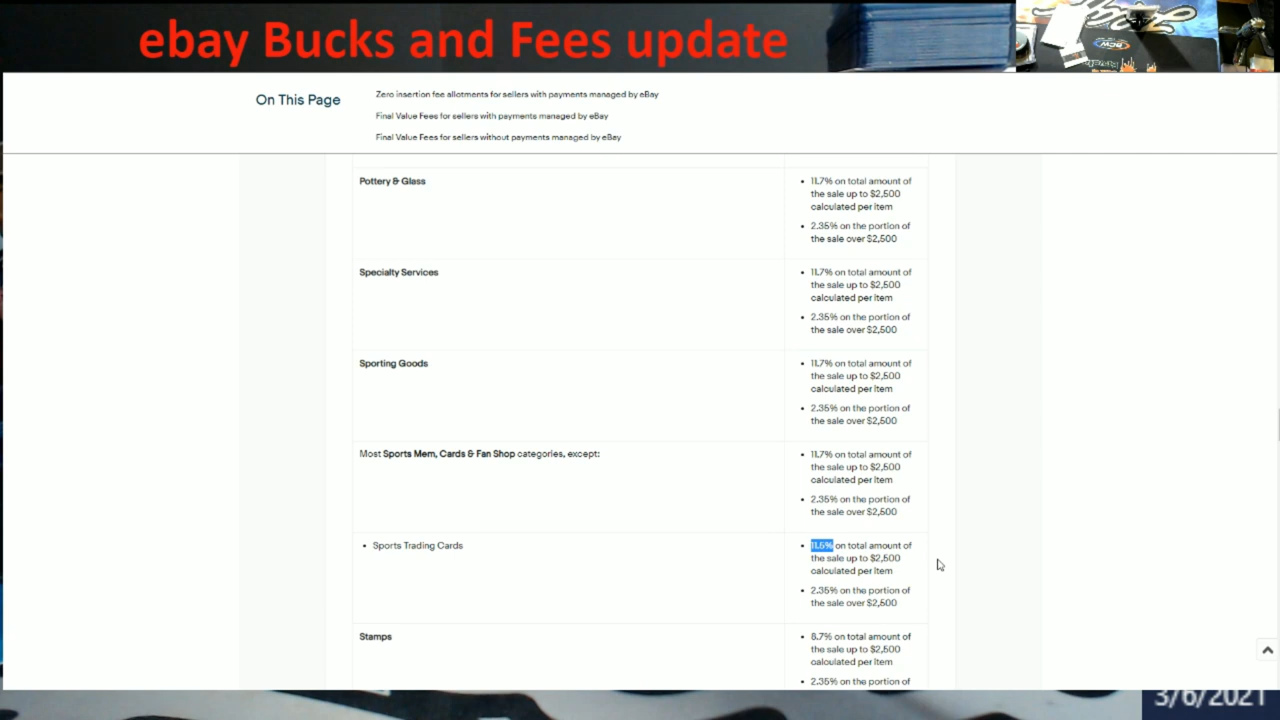 ebay Bucks and Fees update
On This Page
Zero insertion fee allotments for sellers with payments managed by eBay
Final Value Fees for sellers with payments managed by eBay
Final Value Fees for sellers without payments managed by eBay
Pottery & Glass
• 11.7% on total amount of
the sale up to $2,500
calculated per item
• 2.35% on the portion of
the sale over $2,500
Specialty Services
• 11.7% on total amount of
the sale up to $2,500
calculated per item
• 2.35% on the portion of
the sale over $2,500
Sporting Goods
• 11.7% on total amount of
the sale up to $2,500
calculated per item
• 2.35% on the portion of
the sale over $2,500
Most Sports Mem, Cards & Fan Shop categories, except:
• 11.7% on total amount of
the sale up to $2,500
calculated per item
• 2.35% on the portion of
the sale over $2,500
• Sports Trading Cards
• 11.5% on total amount of
the sale up to $2,500
calculated per item
• 2.35% on the portion of
the sale over $2,500
Stamps
• 8.7% on total amount of
the sale up to $2,500
calculated per item
• 2.35% on the portion of
3/6/2021